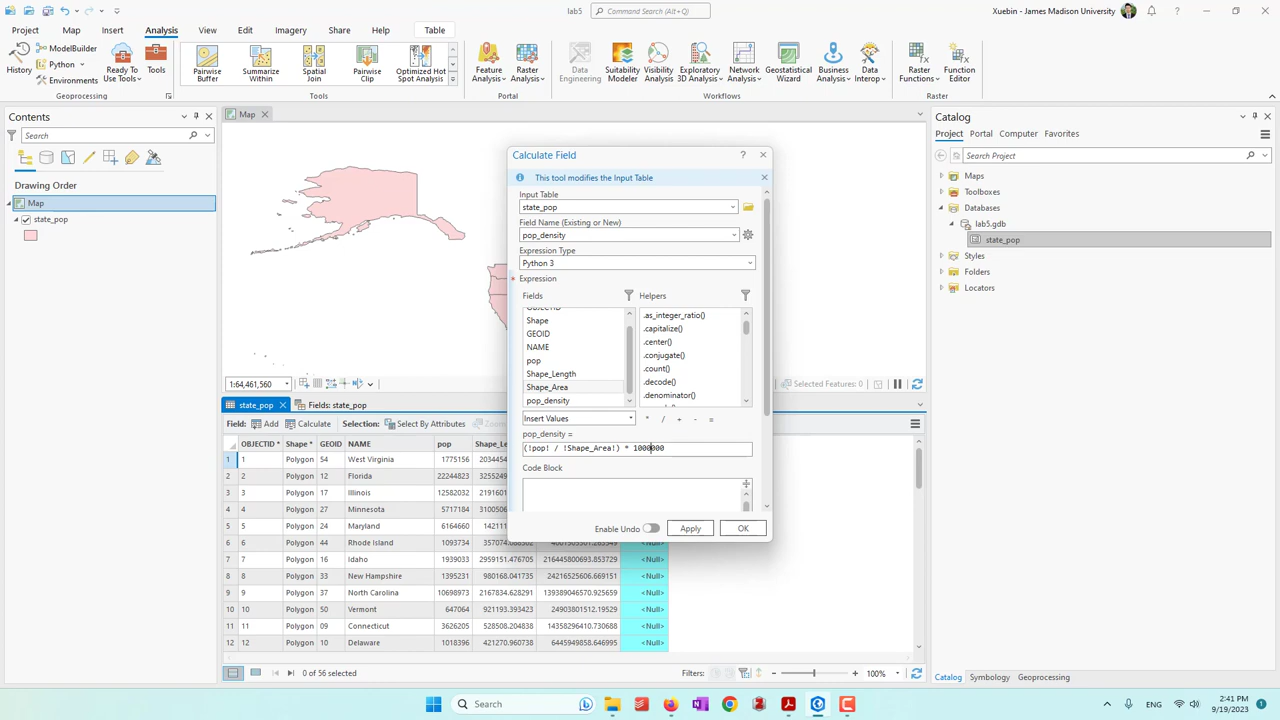 lab5
Command Search (Alt+Q)
Xuebin - James Madison University
Project Map Insert Analysis View Edit Imagery Share Help Table
History
ModelBuilder
Python
Environments
Ready To Use Tools
Tools
Pairwise Buffer
Summarize Within
Spatial Join
Pairwise Clip
Optimized Hot Spot Analysis
Feature Analysis
Raster Analysis
Data Engineering
Suitability Modeler
Visibility Analysis
Exploratory 3D Analysis
Network Analysis
Geostatistical Wizard
Business Analysis
Data Interop
Raster Functions
Function Editor
Geoprocessing Tools Portal Workflows Raster
Contents
Search
Drawing Order
Map
state_pop
Map
1:64,461,560
Selected Features: 0
Calculate Field
This tool modifies the Input Table
Input Table
state_pop
Field Name (Existing or New)
pop_density
Expression Type
Python 3
Expression
Fields
Shape
GEOID
NAME
pop
Shape_Length
Shape_Area
pop_density
Helpers
.as_integer_ratio()
.capitalize()
.center()
.conjugate()
.count()
.decode()
.denominator()
Insert Values * / + - =
pop_density =
(!pop! / !Shape_Area!) * 1000000
Code Block
Enable Undo Apply OK
Catalog
Project Portal Computer Favorites
Search Project
Maps
Toolboxes
Databases
lab5.gdb
state_pop
Styles
Folders
Locators
state_pop Fields: state_pop
Field: Add Calculate Selection: Select By Attributes
OBJECTID * Shape * GEOID NAME pop
1 1 Polygon 54 West Virginia 1775156
2 2 Polygon 12 Florida 22244823
3 3 Polygon 17 Illinois 12582032
4 4 Polygon 27 Minnesota 5717184
5 5 Polygon 24 Maryland 6164660
6 6 Polygon 44 Rhode Island 1093734
7 7 Polygon 16 Idaho 1939033 2959151.476705 216445800693.853729 <Null>
8 8 Polygon 33 New Hampshire 1395231 980168.041735 24216525606.669151 <Null>
9 9 Polygon 37 North Carolina 10698973 2167834.628291 139389046570.925659 <Null>
10 10 Polygon 50 Vermont 647064 921193.393423 24903801512.19529 <Null>
11 11 Polygon 09 Connecticut 3626205 528508.204838 14358296410.730688 <Null>
12 12 Polygon 10 Delaware 1018396 421270.960738 6445949858.646995 <Null>
0 of 56 selected
Filters: 100%
Catalog Symbology Geoprocessing
Search
ENG
2:41 PM
9/19/2023